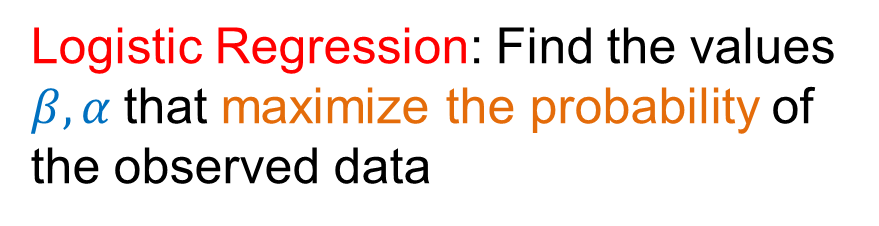 Logistic Regression: Find the values
β, α that maximize the probability of
the observed data